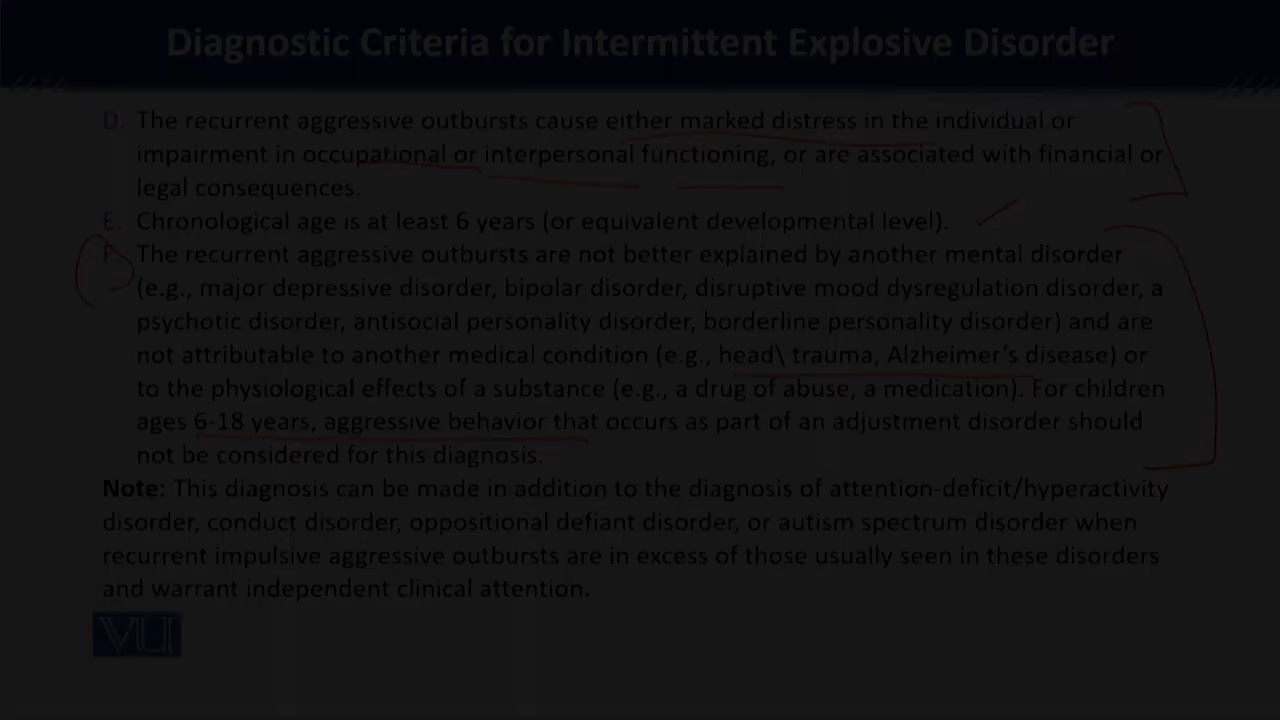 Diagnostic Criteria for Intermittent Explosive Disorder
D. The recurrent aggressive outbursts cause either marked distress in the individual or
impairment in occupational or interpersonal functioning, or are associated with financial or
legal consequences.
E. Chronological age is at least 6 years (or equivalent developmental level).
F. The recurrent aggressive outbursts are not better explained by another mental disorder
(e.g., major depressive disorder, bipolar disorder, disruptive mood dysregulation disorder, a
psychotic disorder, antisocial personality disorder, borderline personality disorder) and are
not attributable to another medical condition (e.g., head\ trauma, Alzheimer's disease) or
to the physiological effects of a substance (e.g., a drug of abuse, a medication). For children
ages 6-18 years, aggressive behavior that occurs as part of an adjustment disorder should
not be considered for this diagnosis.
Note: This diagnosis can be made in addition to the diagnosis of attention-deficit/hyperactivity
disorder, conduct disorder, oppositional defiant disorder, or autism spectrum disorder when
recurrent impulsive aggressive outbursts are in excess of those usually seen in these disorders
and warrant independent clinical attention.
VU